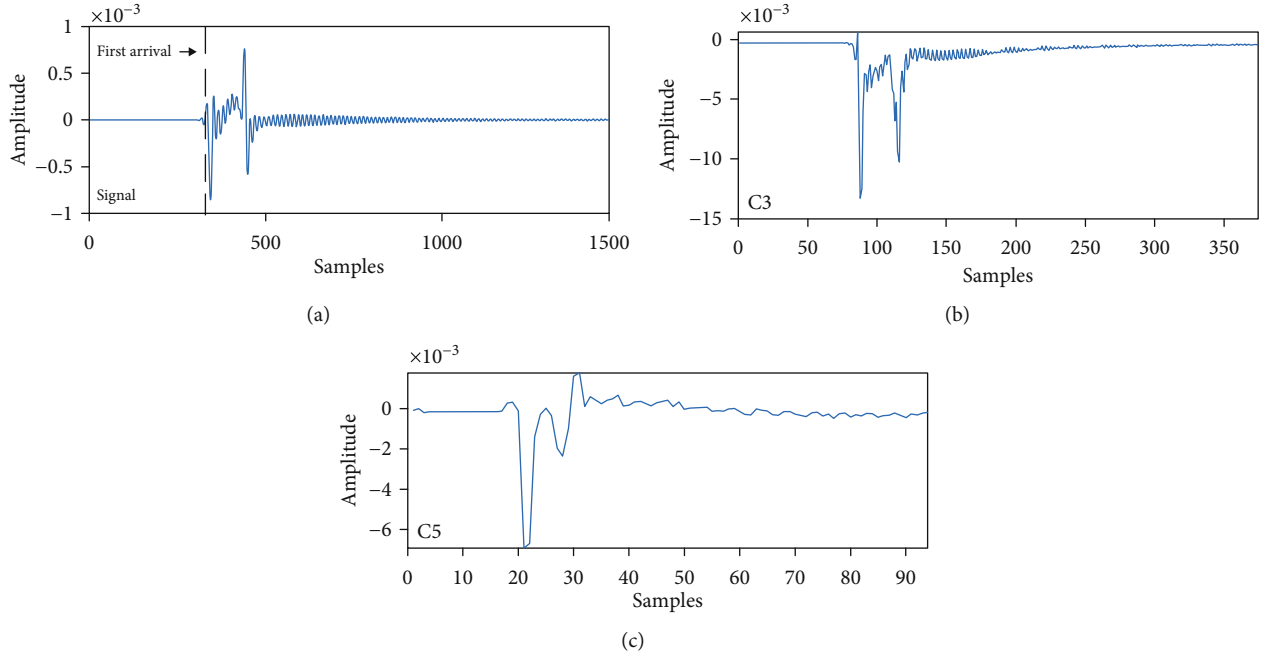 ×10−3
1
0.5
0
−0.5
−1
Amplitude
First arrival
Signal
0 500 1000 1500
Samples
(a)
×10−3
0
−5
−10
−15
Amplitude
C3
0 50 100 150 200 250 300 350
Samples
(b)
×10−3
0
−2
−4
−6
Amplitude
C5
0 10 20 30 40 50 60 70 80 90
Samples
(c)